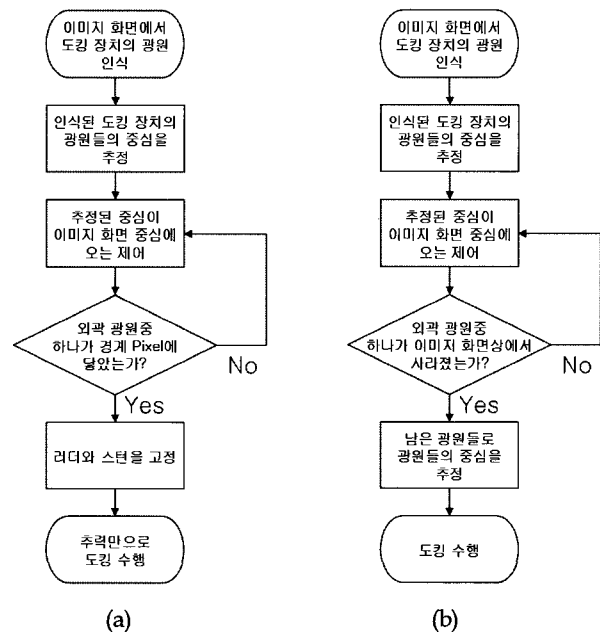 이미지 화면에서
도킹 장치의 광원
인식
인식된 도킹 장치의
광원들의 중심을
추정
추정된 중심이
이미지 화면 중심에
오는 제어
외곽 광원중
하나가 경계 Pixel에
닿았는가?
No
Yes
러더와 스턴을 고정
추력만으로
도킹 수행
(a)
이미지 화면에서
도킹 장치의 광원
인식
인식된 도킹 장치의
광원들의 중심을
추정
추정된 중심이
이미지 화면 중심에
오는 제어
외곽 광원중
하나가 이미지 화면상에서
사라졌는가?
No
Yes
남은 광원들로
광원들의 중심을
추정
도킹 수행
(b)